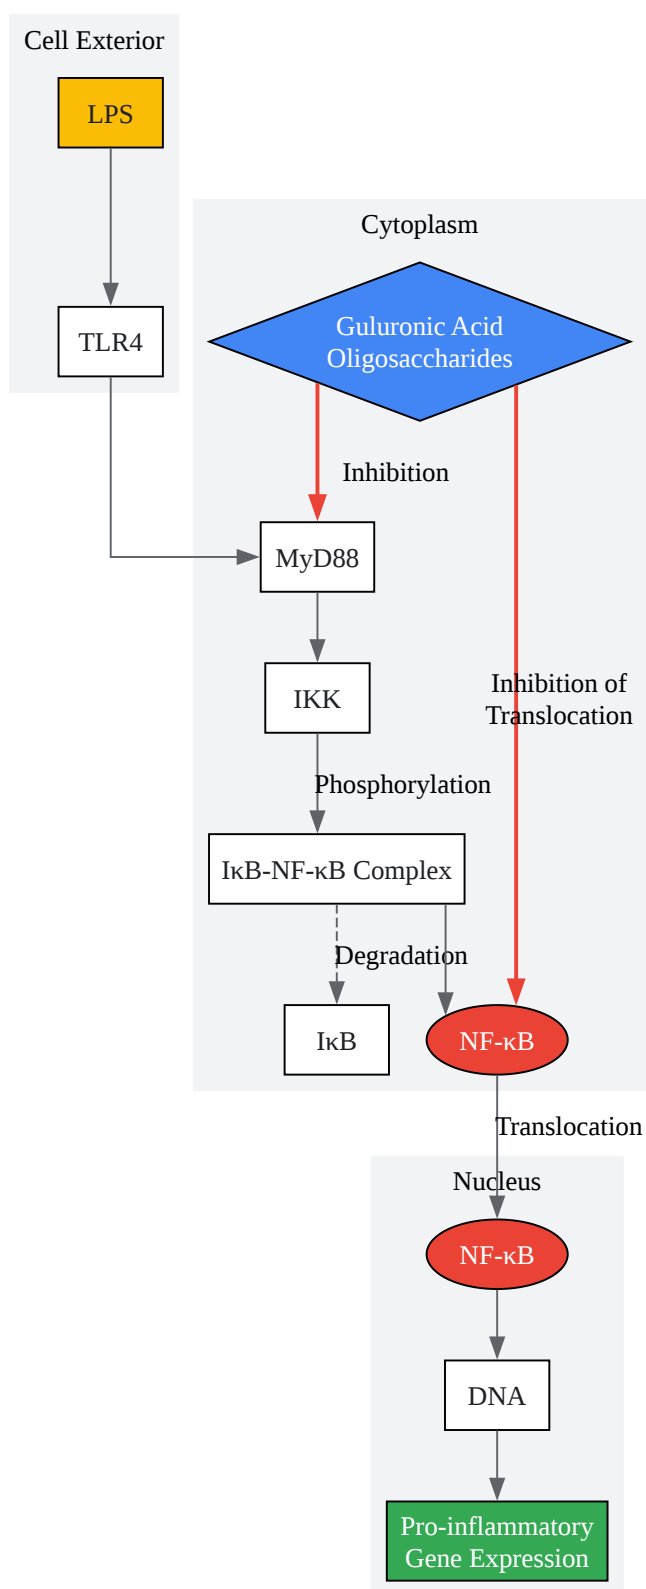 Cell Exterior
LPS
TLR4
Cytoplasm
Guluronic Acid
Oligosaccharides
Inhibition
MyD88
IKK
Inhibition of
Translocation
Phosphorylation
IκB-NF-κB Complex
Degradation
IκB
NF-κB
Translocation
Nucleus
NF-κB
DNA
Pro-inflammatory
Gene Expression